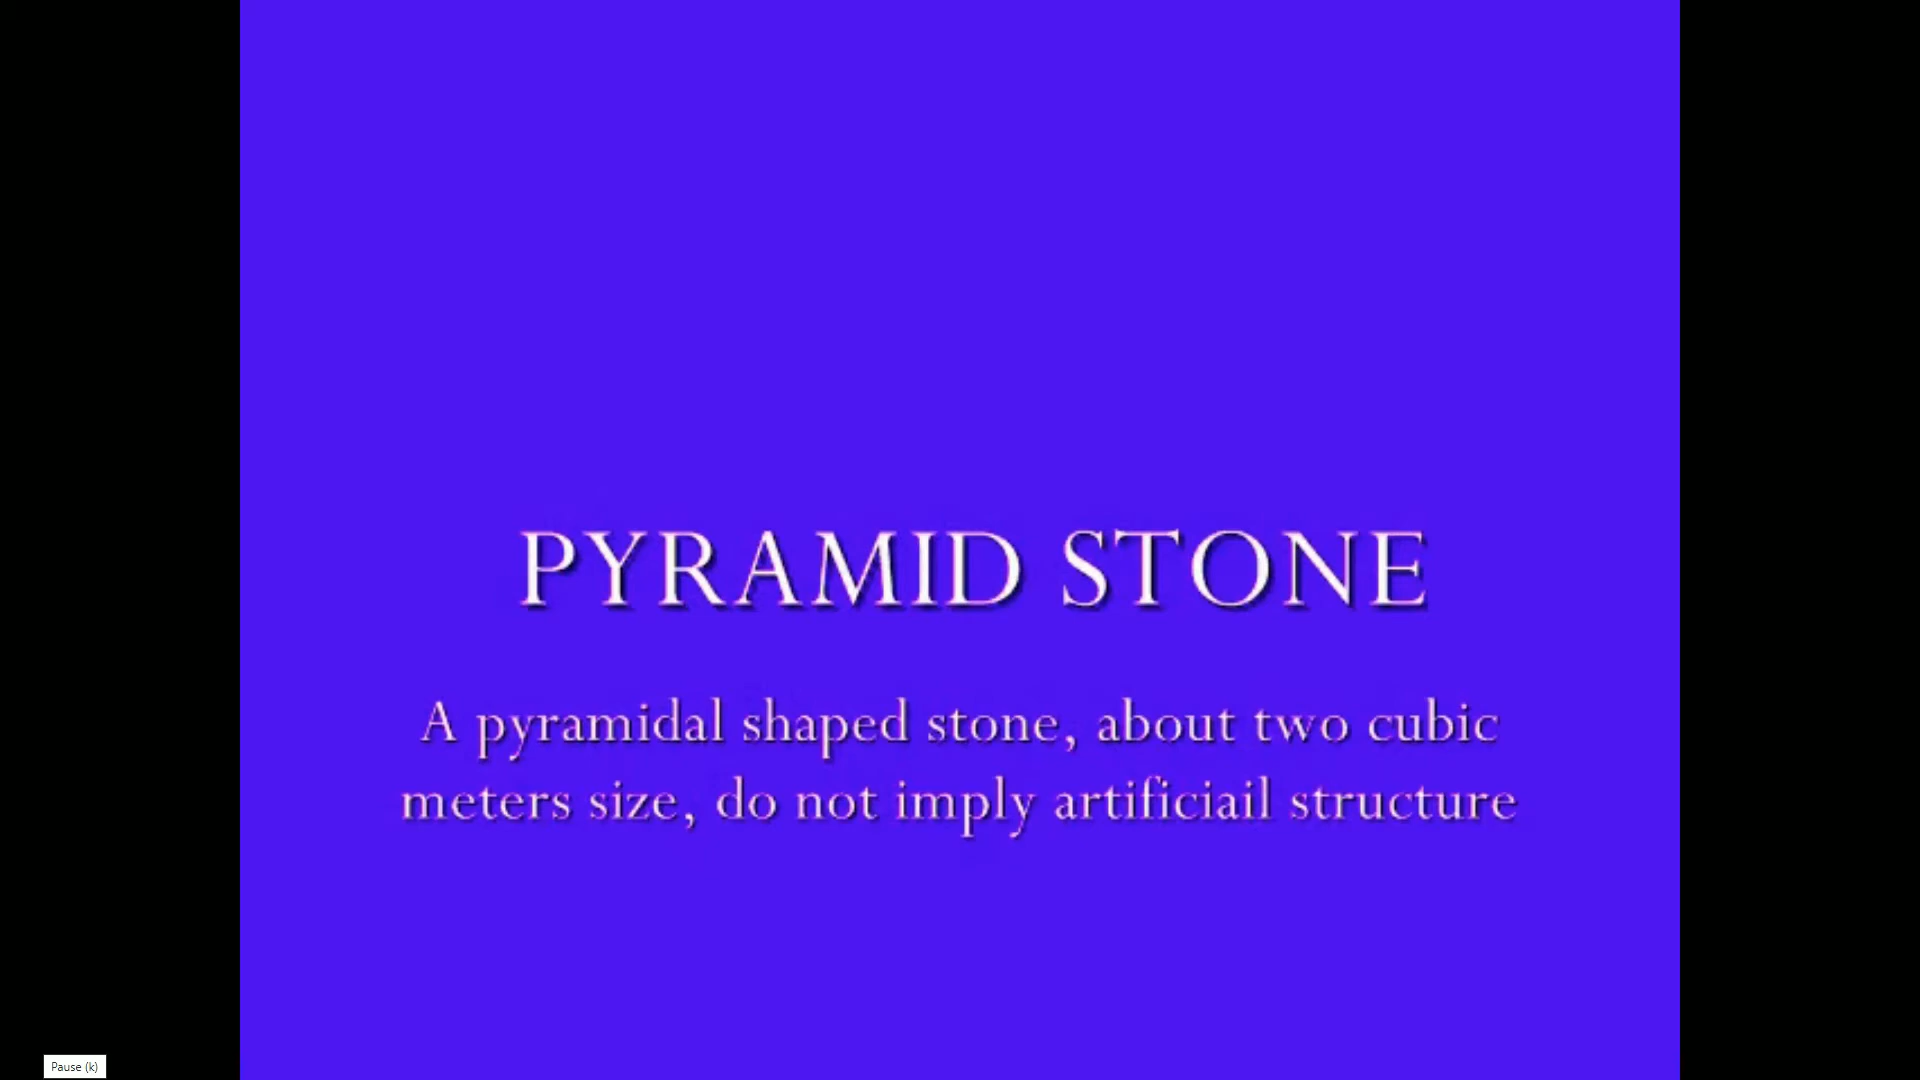 PYRAMID STONE
A pyramidal shaped stone, about two cubic
meters size, do not imply artificiail structure
Pause (k)